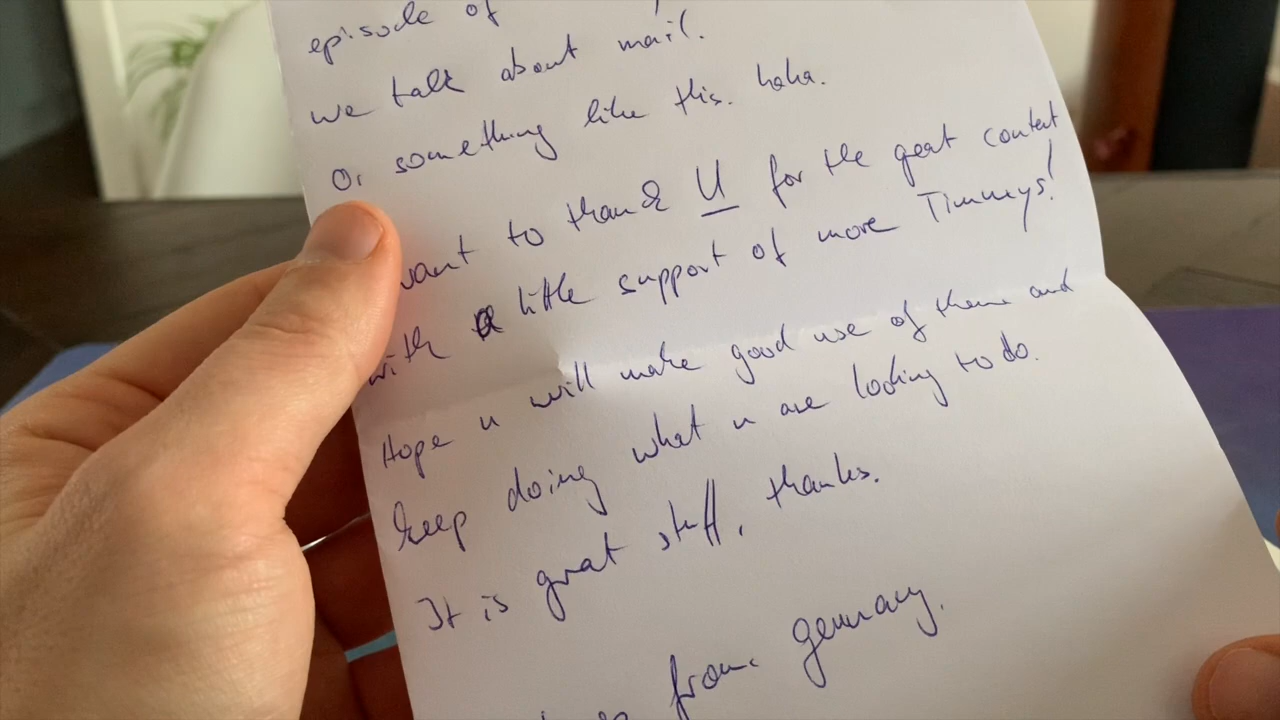 episode of
we talk about mail.
Or something like this. haha.
want to thank U for the great content
with a little support of more Timmeys!
Hope u will make good use of them and
keep doing what u are looking to do.
It is great stuff, thanks.
from germany.